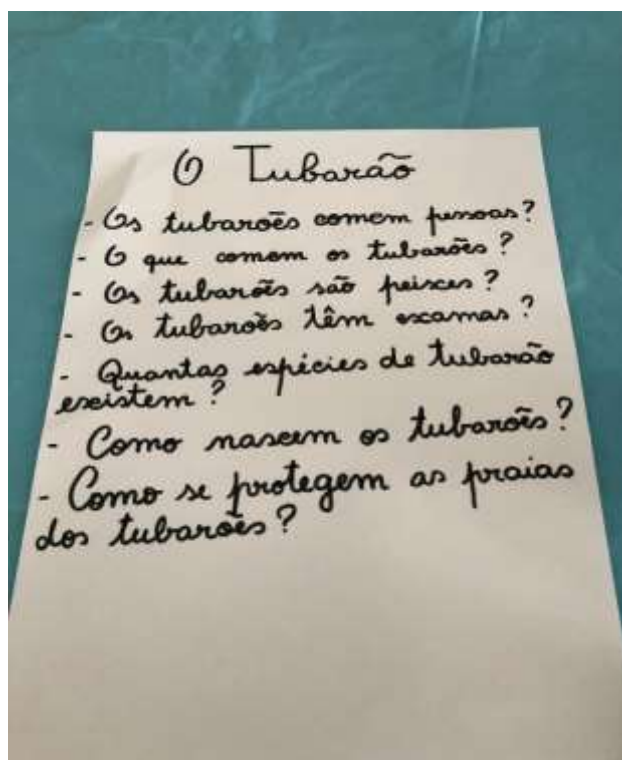 O Tubarão
- Os tubarões comem pessoas?
- O que comem os tubarões?
- Os tubarões são peixes?
- Os tubarões têm escamas?
- Quantas espécies de tubarão
existem?
- Como nascem os tubarões?
- Como se protegem as praias
dos tubarões?